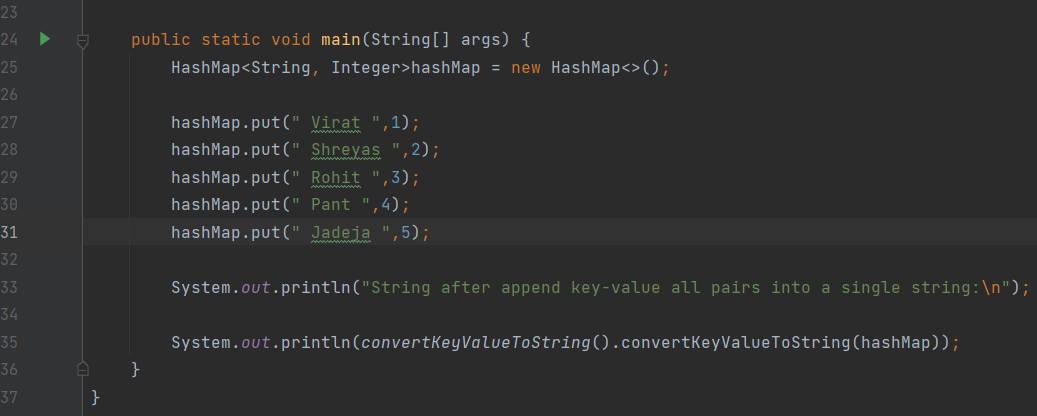 23
24 public static void main(String[] args) {
25 HashMap<String, Integer>hashMap = new HashMap<>();
26
27 hashMap.put(" Virat ",1);
28 hashMap.put(" Shreyas ",2);
29 hashMap.put(" Rohit ",3);
30 hashMap.put(" Pant ",4);
31 hashMap.put(" Jadeja ",5);
32
33 System.out.println("String after append key-value all pairs into a single string:\n");
34
35 System.out.println(convertKeyValueToString().convertKeyValueToString(hashMap));
36 }
37 }